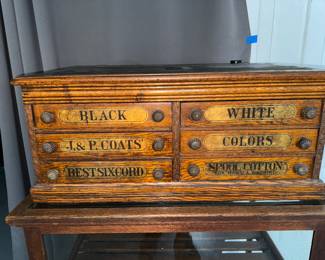 BLACK
WHITE
J. & P. COATS'
COLORS
BEST SIX CORD
SPOOL COTTON